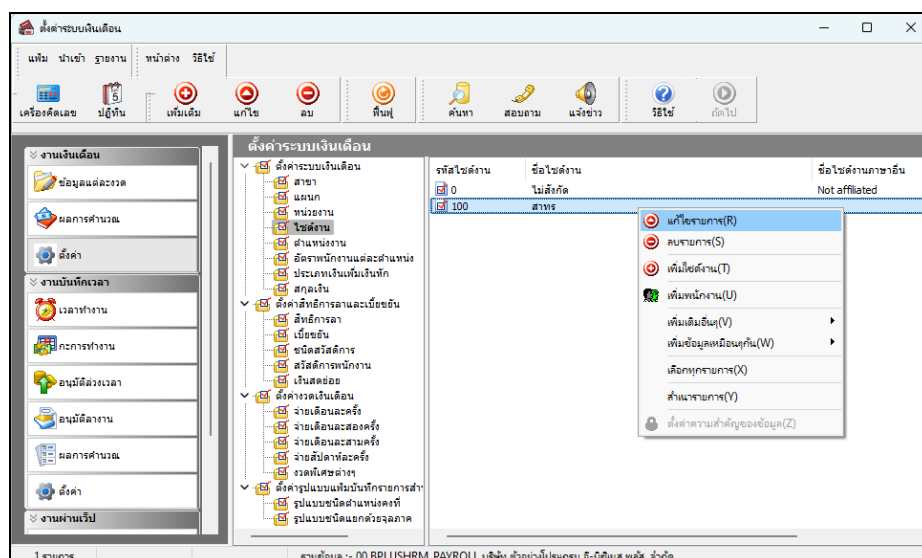 ตั้งค่าระบบเงินเดือน
แฟ้ม นำเข้า รายงาน หน้าต่าง วิธีใช้
เครื่องคิดเลข ปฏิทิน เพิ่มเติม แก้ไข ลบ ฟื้นฟู ค้นหา สอบถาม แจ้งข่าว วิธีใช้ ถัดไป
งานเงินเดือน
ข้อมูลแต่ละงวด
ผลการคำนวณ
ตั้งค่า
งานบันทึกเวลา
เวลาทำงาน
กะการทำงาน
อนุมัติล่วงเวลา
อนุมัติลางาน
ผลการคำนวณ
ตั้งค่า
งานผ่านเว็ป
ตั้งค่าระบบเงินเดือน
ตั้งค่าระบบเงินเดือน
สาขา
แผนก
หน่วยงาน
ไซด์งาน
ตำแหน่งงาน
อัตราพนักงานแต่ละตำแหน่ง
ประเภทเงินเพิ่มเงินหัก
สกุลเงิน
ตั้งค่าสิทธิการลาและเบี้ยขยัน
สิทธิการลา
เบี้ยขยัน
ชนิดสวัสดิการ
สวัสดิการพนักงาน
เงินสดย่อย
ตั้งค่างวดเงินเดือน
จ่ายเดือนละครั้ง
จ่ายเดือนละสองครั้ง
จ่ายเดือนละสามครั้ง
จ่ายสัปดาห์ละครั้ง
งวดพิเศษต่างๆ
ตั้งค่ารูปแบบแฟ้มบันทึกรายการสำ
รูปแบบชนิดตำแหน่งคงที่
รูปแบบชนิดแยกด้วยจุลภาค
รหัสไซด์งาน ชื่อไซด์งาน ชื่อไซด์งานภาษาอื่น
0 ไม่สังกัด Not affiliated
100 สาทร
แก้ไขรายการ(R)
ลบรายการ(S)
เพิ่มไซด์งาน(T)
เพิ่มพนักงาน(U)
เพิ่มเติมอื่นๆ(V)
เพิ่มข้อมูลเหมือนๆกัน(W)
เลือกทุกรายการ(X)
สำเนารายการ(Y)
ตั้งค่าความสำคัญของข้อมูล(Z)
1 รายการ